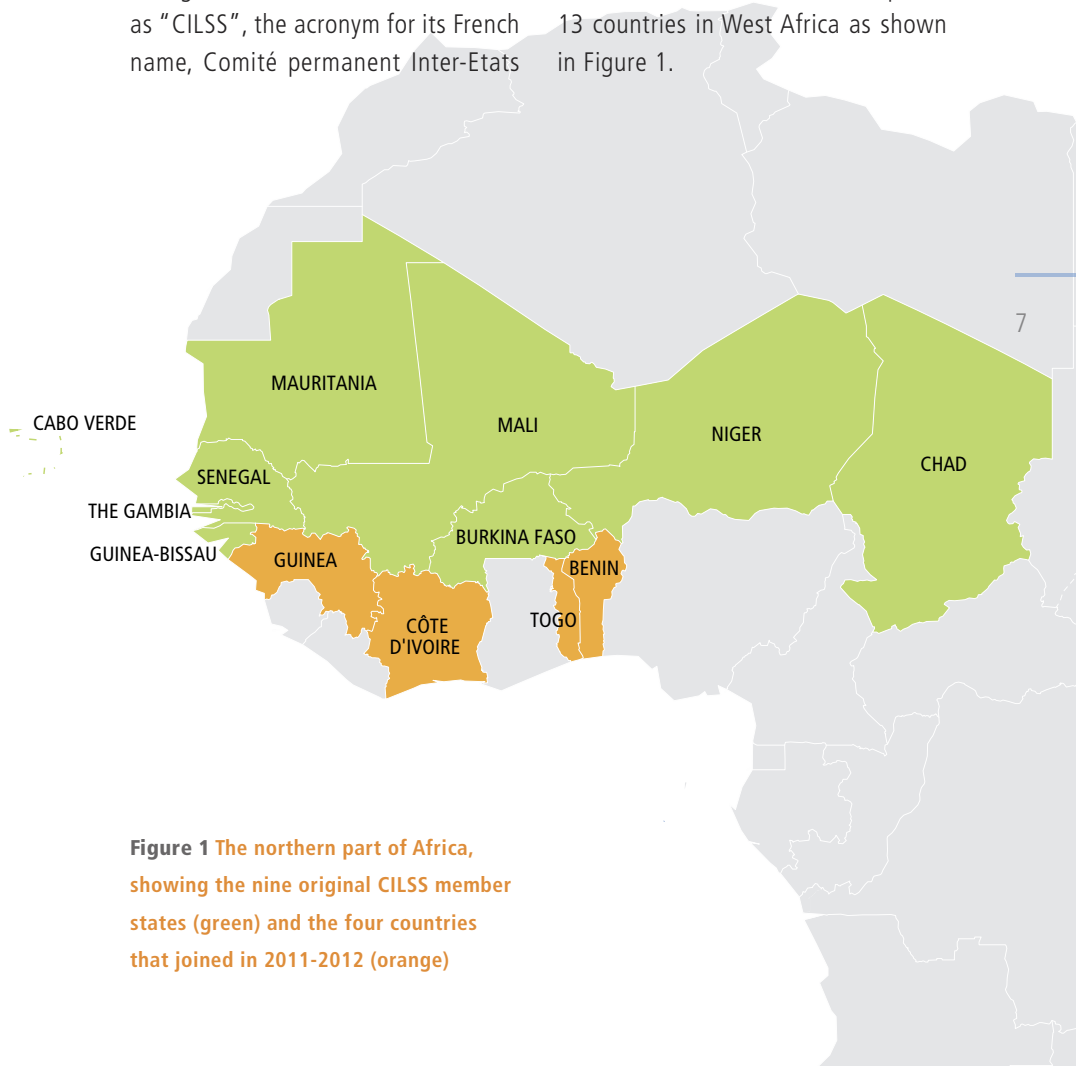 as “CILSS”, the acronym for its French
name, Comité permanent Inter-Etats
13 countries in West Africa as shown
in Figure 1.
7
MAURITANIA
CABO VERDE
MALI
NIGER
CHAD
SENEGAL
THE GAMBIA
GUINEA-BISSAU
BURKINA FASO
GUINEA
BENIN
TOGO
CÔTE
D'IVOIRE
Figure 1 The northern part of Africa,
showing the nine original CILSS member
states (green) and the four countries
that joined in 2011-2012 (orange)